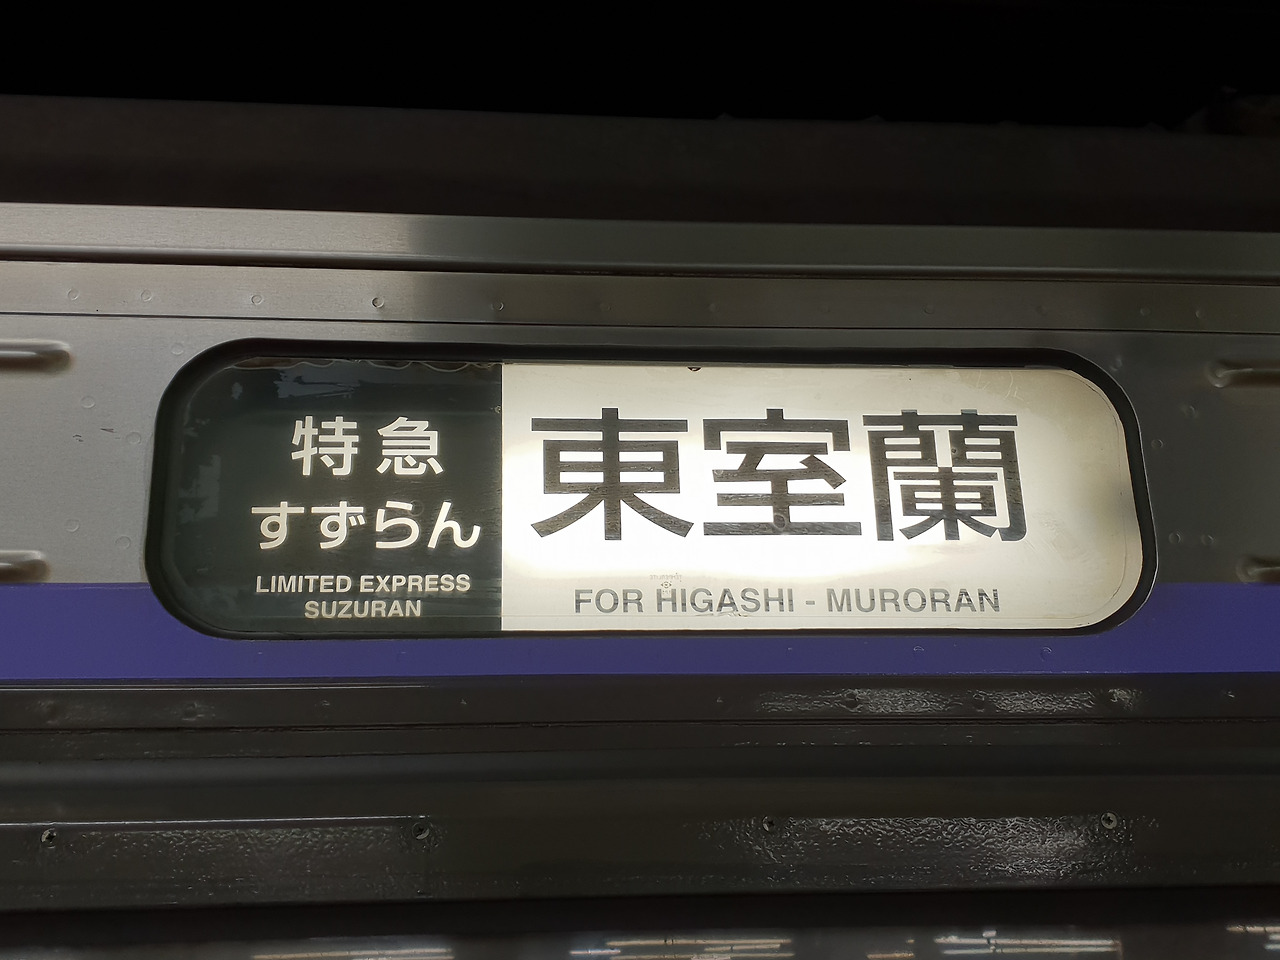 特急
すずらん
LIMITED EXPRESS
SUZURAN
東室蘭
FOR HIGASHI - MURORAN